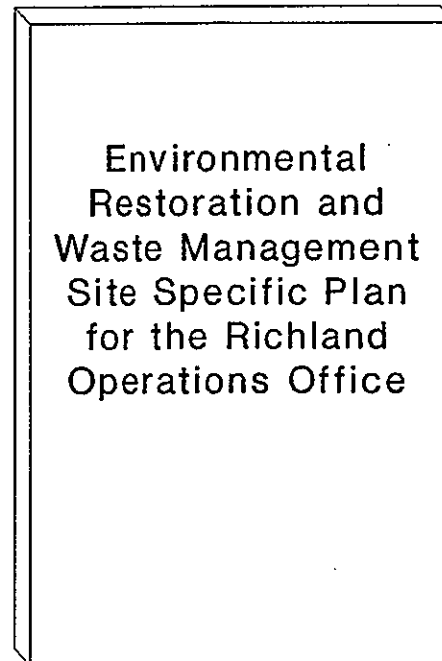 Environmental
Restoration and
Waste Management
Site Specific Plan
for the Richland
Operations Office